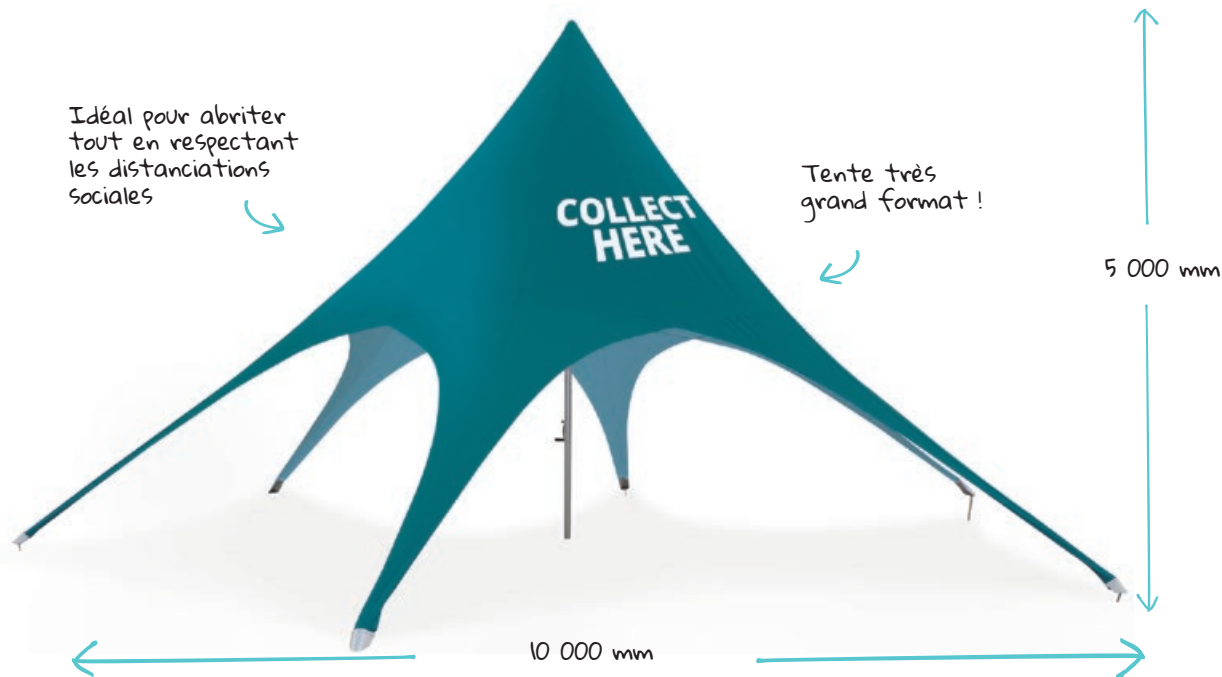 Idéal pour abriter
tout en respectant
les distanciations
sociales
Tente très
grand format !
COLLECT
HERE
5 000 mm
10 000 mm